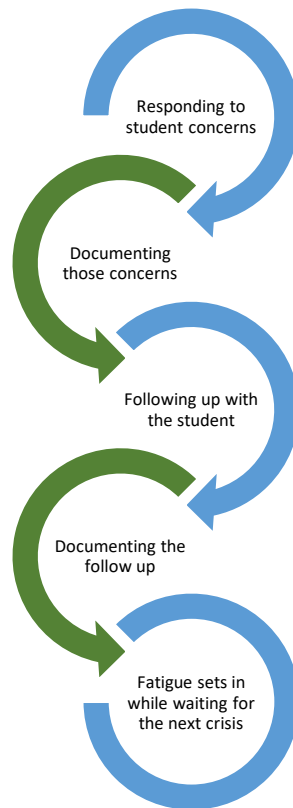 Responding to
student concerns
Documenting
those concerns
Following up with
the student
Documenting the
follow up
Fatigue sets in
while waiting for
the next crisis